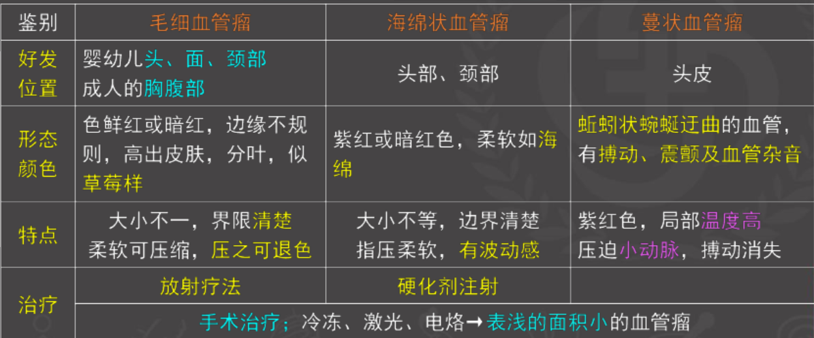 鉴别 毛细血管瘤 海绵状血管瘤 蔓状血管瘤
好发
位置
婴幼儿头、面、颈部
成人的胸腹部
头部、颈部
头皮
形态
颜色
色鲜红或暗红，边缘不规
则，高出皮肤，分叶，似
草莓样
紫红或暗红色，柔软如海
绵
蚯蚓状蜿蜒迂曲的血管，
有搏动、震颤及血管杂音
特点
大小不一，界限清楚
柔软可压缩，压之可退色
大小不等，边界清楚
指压柔软，有波动感
紫红色，局部温度高
压迫小动脉，搏动消失
治疗
放射疗法
硬化剂注射
手术治疗；冷冻、激光、电烙→表浅的面积小的血管瘤